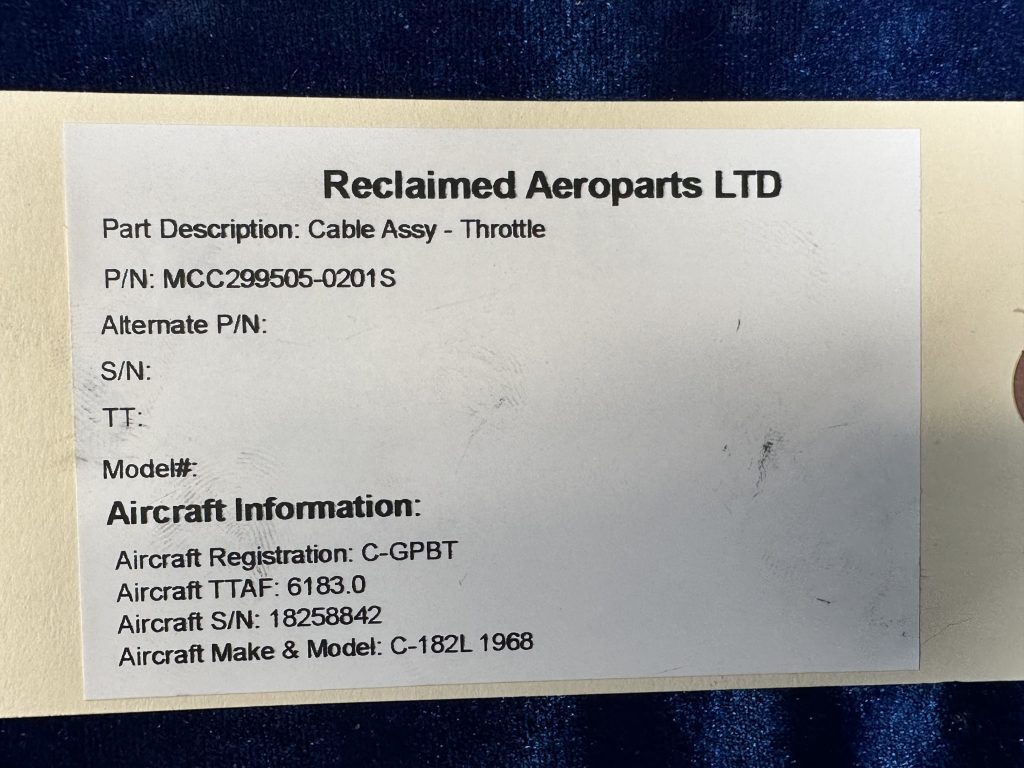 Reclaimed Aeroparts LTD
Part Description: Cable Assy - Throttle
P/N: MCC299505-0201S
Alternate P/N:
S/N:
TT:
Model#:
Aircraft Information:
Aircraft Registration: C-GPBT
Aircraft TTAF: 6183.0
Aircraft S/N: 18258842
Aircraft Make & Model: C-182L 1968